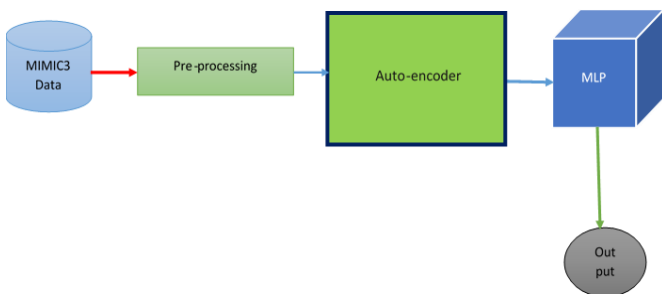 MIMIC3
Data
Pre-processing
Auto-encoder
MLP
Out
put